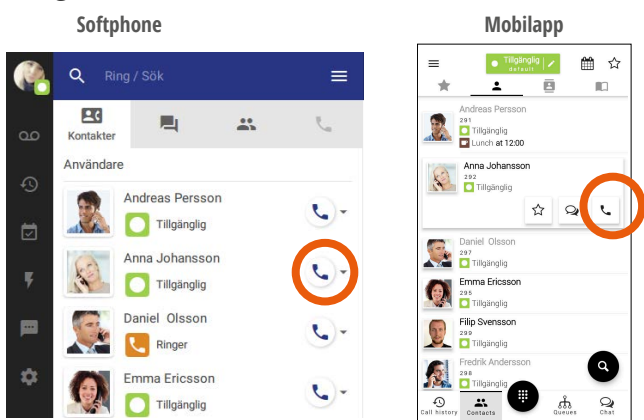 Softphone
Mobilapp
Ring / Sök
Kontakter
Användare
Andreas Persson
Tillgänglig
Anna Johansson
Tillgänglig
Daniel Olsson
Ringer
Emma Ericsson
Tillgänglig
Tillgänglig
default
Andreas Persson
291
Tillgänglig
Lunch at 12:00
Anna Johansson
292
Tillgänglig
Daniel Olsson
297
Tillgänglig
Emma Ericsson
295
Tillgänglig
Filip Svensson
299
Tillgänglig
Fredrik Andersson
298
Tillgänglig
Call history
Contacts
Queues
Chat